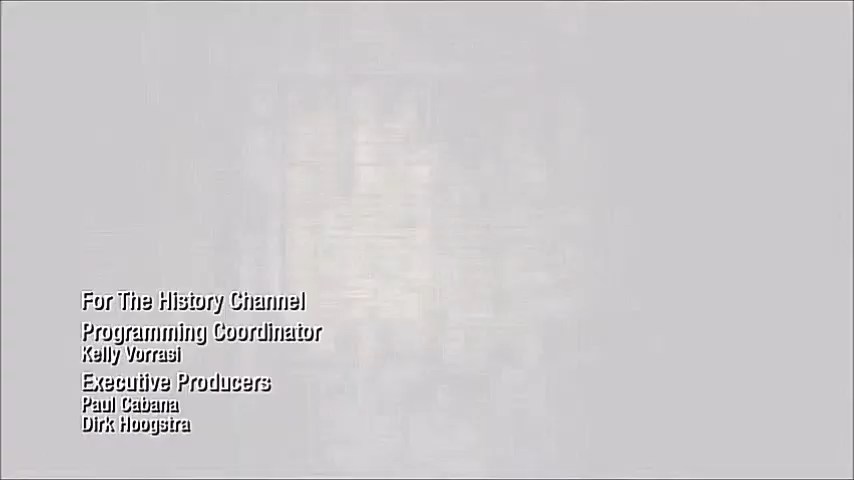 For The History Channel
Programming Coordinator
Kelly Vorrasi
Executive Producers
Paul Cabana
Dirk Hoogstra